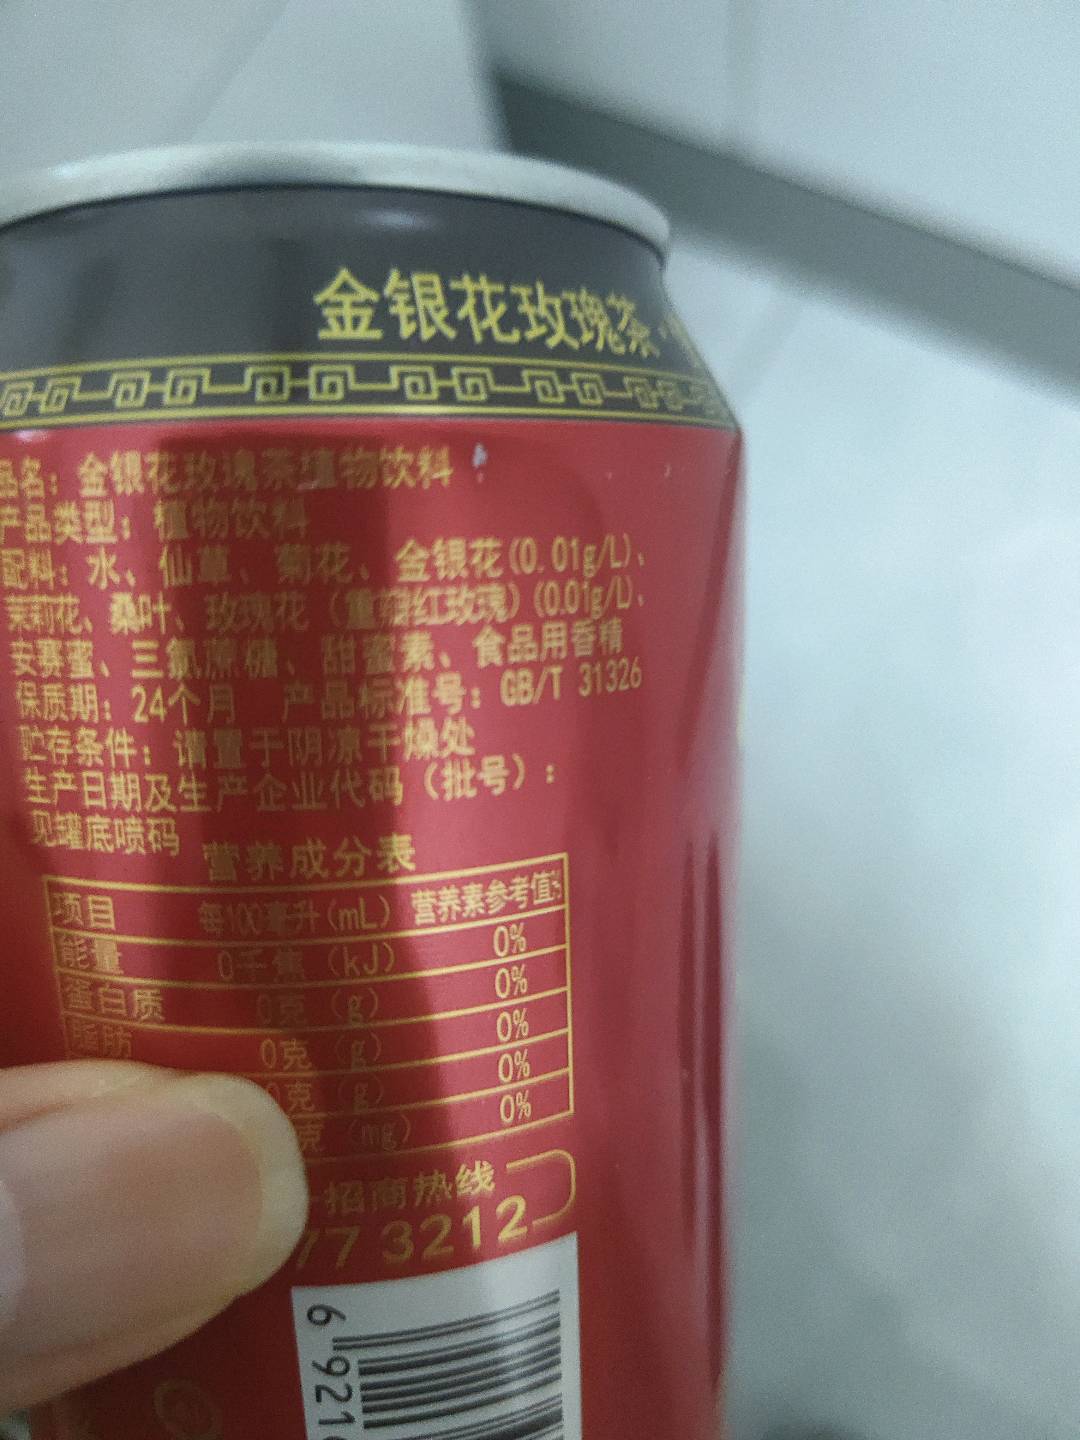 金银花玫瑰茶·
品名：金银花玫瑰茶植物饮料
产品类型：植物饮料
配料：水、仙草、菊花、金银花(0.01g/L)、
茉莉花、桑叶、玫瑰花（重瓣红玫瑰）(0.01g/L)、
安赛蜜、三氯蔗糖、甜蜜素、食品用香精
保质期：24个月 产品标准号：GB/T 31326
贮存条件：请置于阴凉干燥处
生产日期及生产企业代码（批号）：
见罐底喷码
营养成分表
项目 每100毫升(mL) 营养素参考值%
能量 0千焦（kJ） 0%
蛋白质 0克（g） 0%
脂肪 0克（g） 0%
0克（g） 0%
克（mg） 0%
招商热线
77 3212
6 921